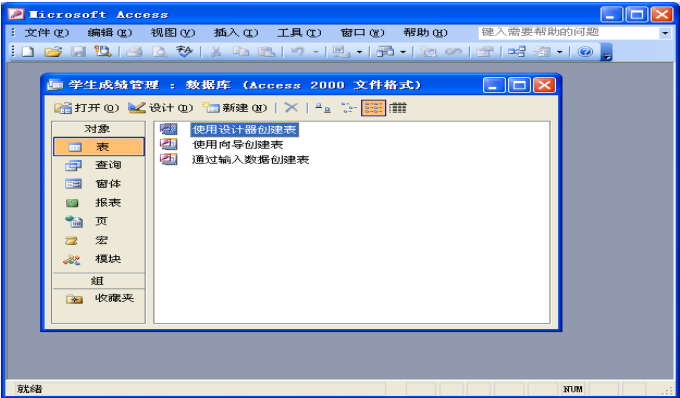 Microsoft Access
文件(F) 编辑(E) 视图(V) 插入(I) 工具(T) 窗口(W) 帮助(H) 键入需要帮助的问题
学生成绩管理 : 数据库 (Access 2000 文件格式)
打开(O) 设计(D) 新建(N)
对象
表
查询
窗体
报表
页
宏
模块
组
收藏夹
使用设计器创建表
使用向导创建表
通过输入数据创建表
就绪 NUM